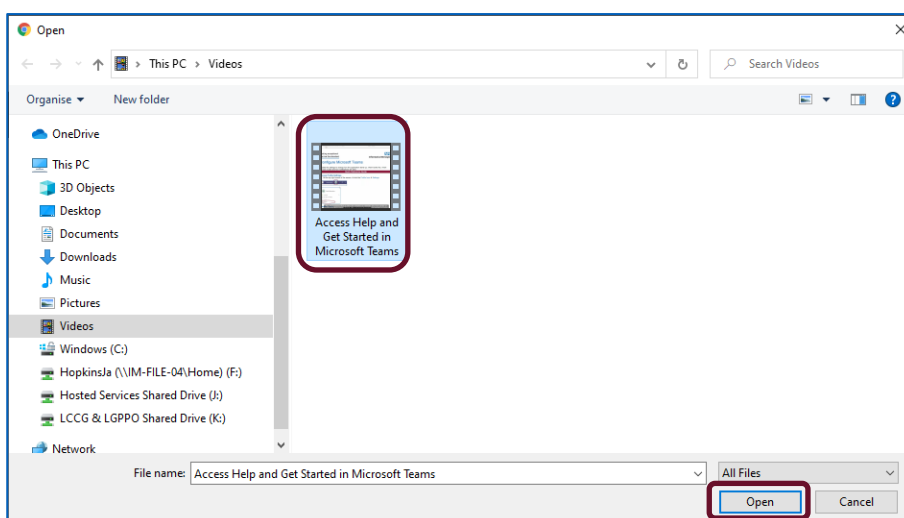 Open
This PC > Videos
Search Videos
Organise
New folder
OneDrive
This PC
3D Objects
Desktop
Documents
Downloads
Music
Pictures
Videos
Windows (C:)
HopkinsJa (\\IM-FILE-04\Home) (F:)
Hosted Services Shared Drive (J:)
LCCG & LGPPO Shared Drive (K:)
Network
Access Help and
Get Started in
Microsoft Teams
File name: Access Help and Get Started in Microsoft Teams
All Files
Open
Cancel